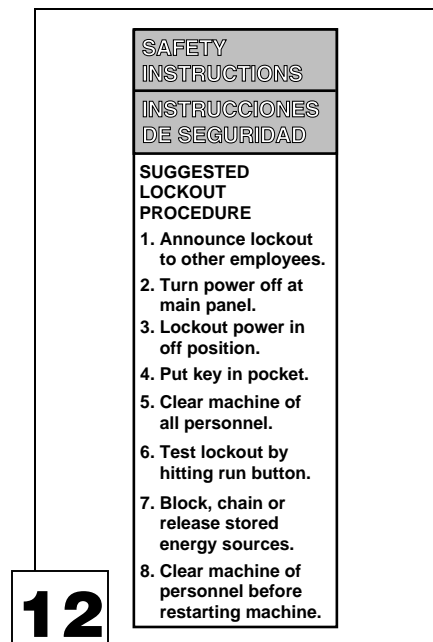 SAFETY
INSTRUCTIONS
INSTRUCCIONES
DE SEGURIDAD
SUGGESTED
LOCKOUT
PROCEDURE
1. Announce lockout
to other employees.
2. Turn power off at
main panel.
3. Lockout power in
off position.
4. Put key in pocket.
5. Clear machine of
all personnel.
6. Test lockout by
hitting run button.
7. Block, chain or
release stored
energy sources.
8. Clear machine of
personnel before
restarting machine.
12